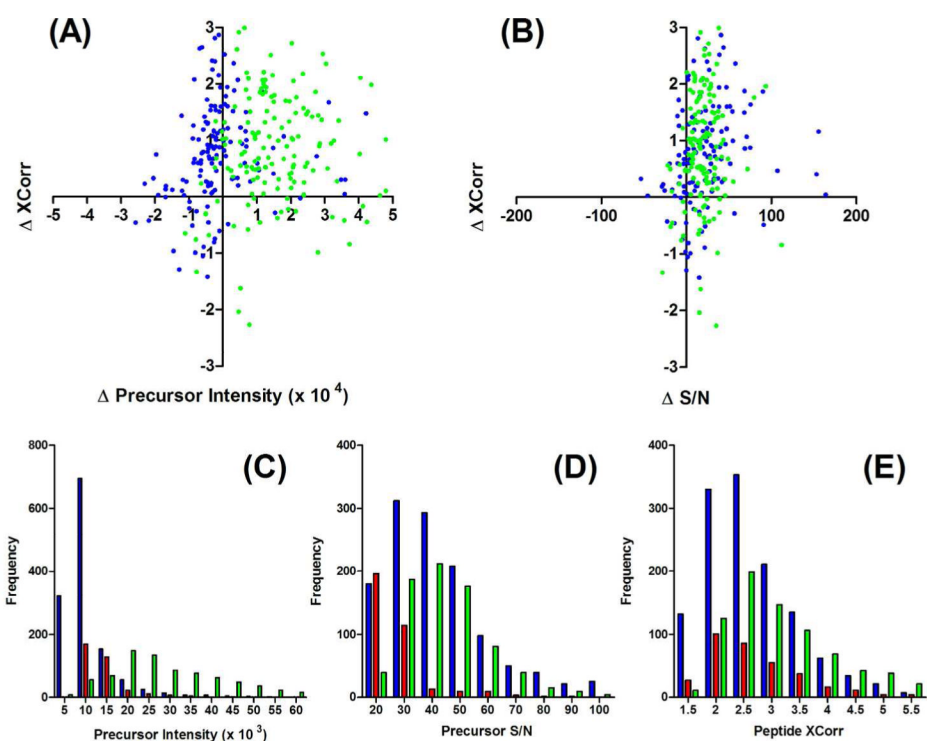 (A)
3
2
1
-1
-2
-3
-5 -4 -3 -2 -1 0 1 2 3 4 5
Δ XCorr
Δ Precursor Intensity (x 10 4)
(B)
3
2
1
-1
-2
-3
-200 -100 0 100 200
Δ XCorr
Δ S/N
(C)
800
600
400
200
0
Frequency
5 10 15 20 25 30 35 40 45 50 55 60
Precursor Intensity (x 10 3)
(D)
400
300
200
100
0
Frequency
20 30 40 50 60 70 80 90 100
Precursor S/N
(E)
400
300
200
100
0
Frequency
1.5 2 2.5 3 3.5 4 4.5 5 5.5
Peptide XCorr